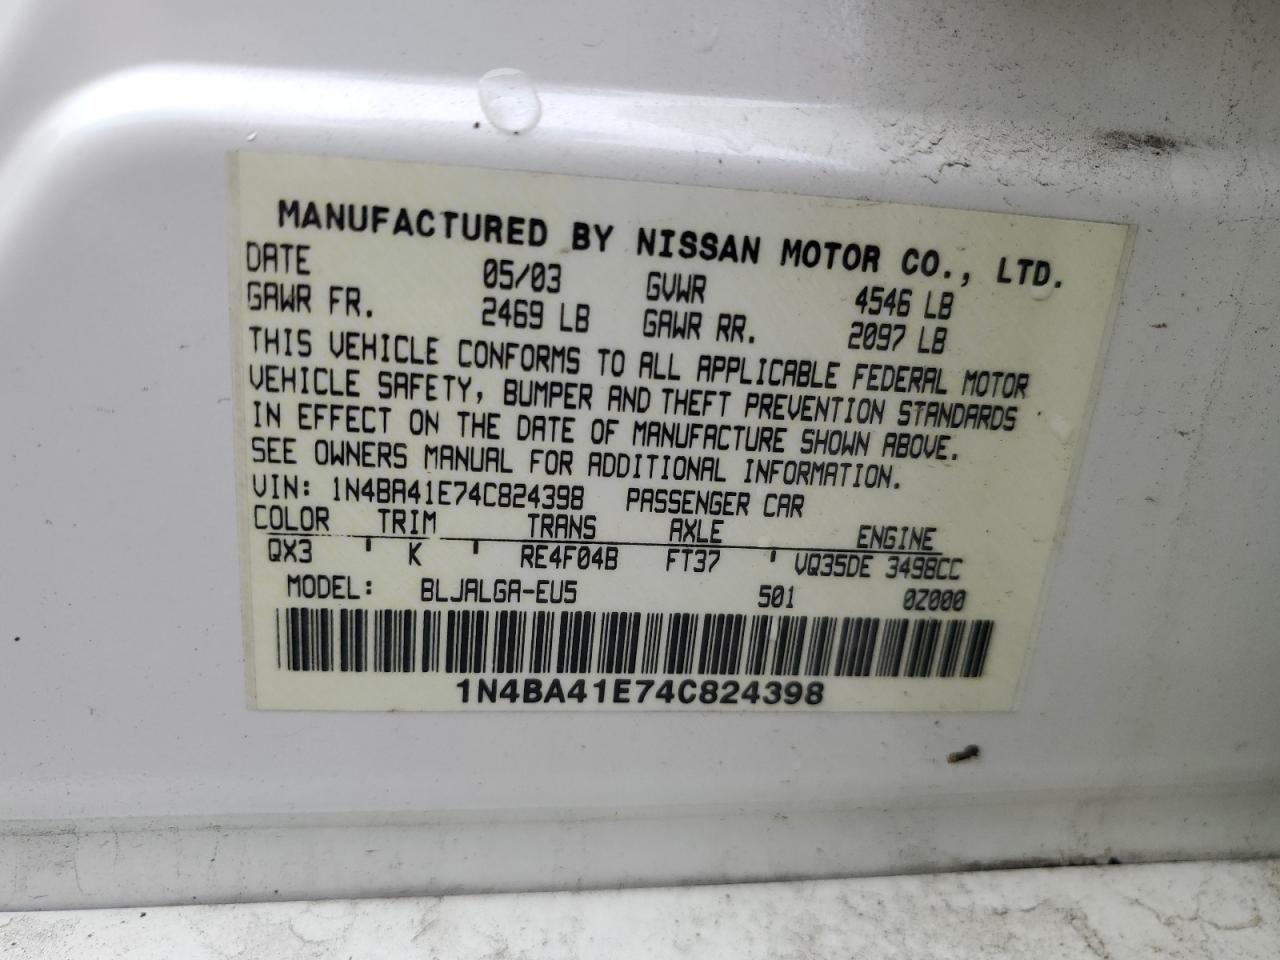 MANUFACTURED BY NISSAN MOTOR CO., LTD.
DATE 05/03 GVWR 4546 LB
GAWR FR. 2469 LB GAWR RR. 2097 LB
THIS VEHICLE CONFORMS TO ALL APPLICABLE FEDERAL MOTOR
VEHICLE SAFETY, BUMPER AND THEFT PREVENTION STANDARDS
IN EFFECT ON THE DATE OF MANUFACTURE SHOWN ABOVE.
SEE OWNERS MANUAL FOR ADDITIONAL INFORMATION.
VIN: 1N4BA41E74C824398 PASSENGER CAR
COLOR TRIM TRANS AXLE ENGINE
QX3 ' K ' RE4F04B FT37 ' VQ35DE 3498CC
MODEL: BLJALGA-EU5 501 0Z000
1N4BA41E74C824398